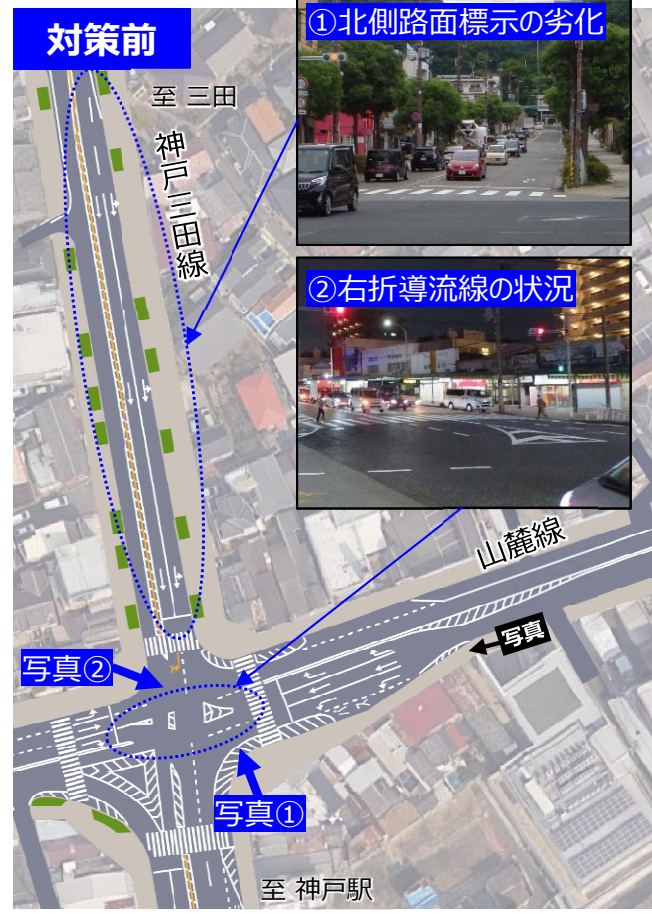 対策前
①北側路面標示の劣化
至 三田
神戸三田線
②右折導流線の状況
山麓線
写真
写真②
写真①
至 神戸駅